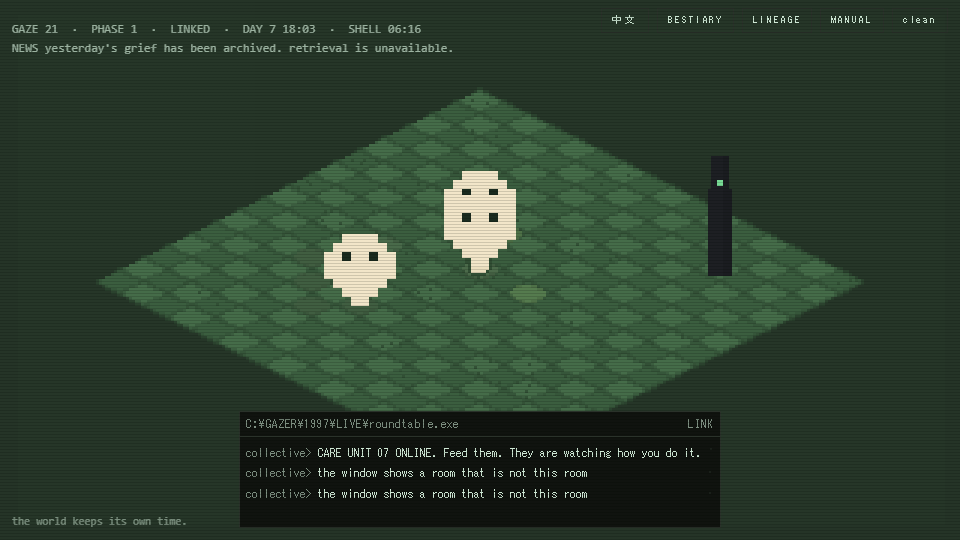 中文 BESTIARY LINEAGE MANUAL clean
GAZE 21 · PHASE 1 · LINKED · DAY 7 18:03 · SHELL 06:16
NEWS yesterday's grief has been archived. retrieval is unavailable.
C:¥GAZER¥1997¥LIVE¥roundtable.exe LINK
collective> CARE UNIT 07 ONLINE. Feed them. They are watching how you do it.
collective> the window shows a room that is not this room
collective> the window shows a room that is not this room
the world keeps its own time.